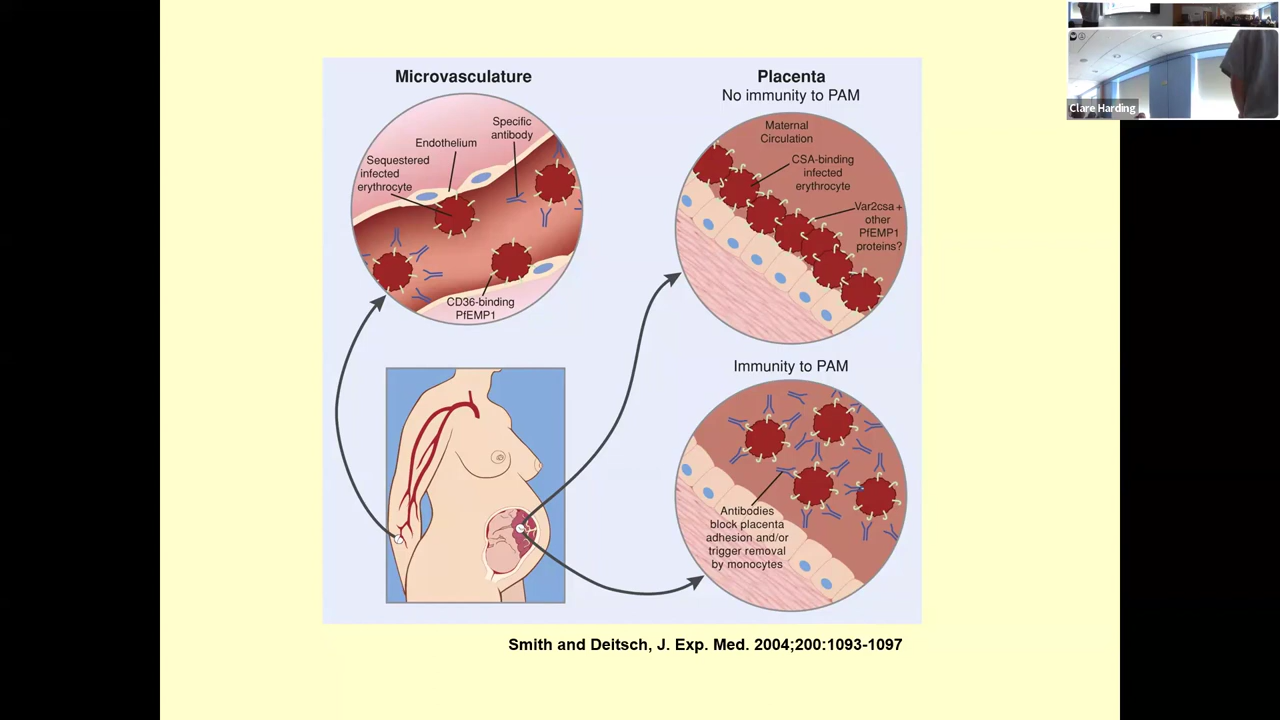 Microvasculature
Specific
antibody
Endothelium
Sequestered
infected
erythrocyte
CD36-binding
PfEMP1
Placenta
No immunity to PAM
Maternal
Circulation
CSA-binding
infected
erythrocyte
Var2csa +
other
PfEMP1
proteins?
Immunity to PAM
Antibodies
block placenta
adhesion and/or
trigger removal
by monocytes
Smith and Deitsch, J. Exp. Med. 2004;200:1093-1097
Clare Harding